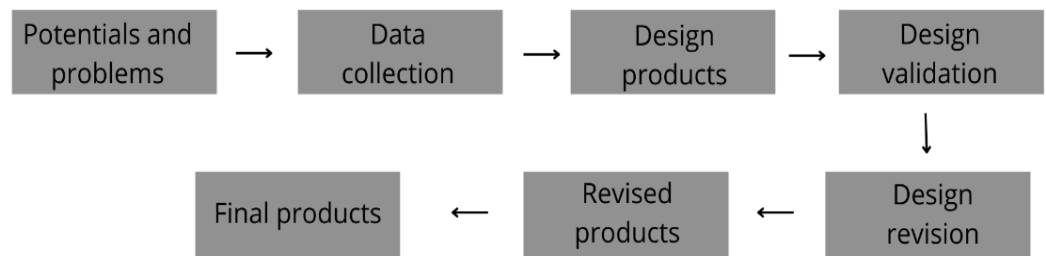 Potentials and
problems
Data
collection
Design
products
Design
validation
Design
revision
Revised
products
Final products